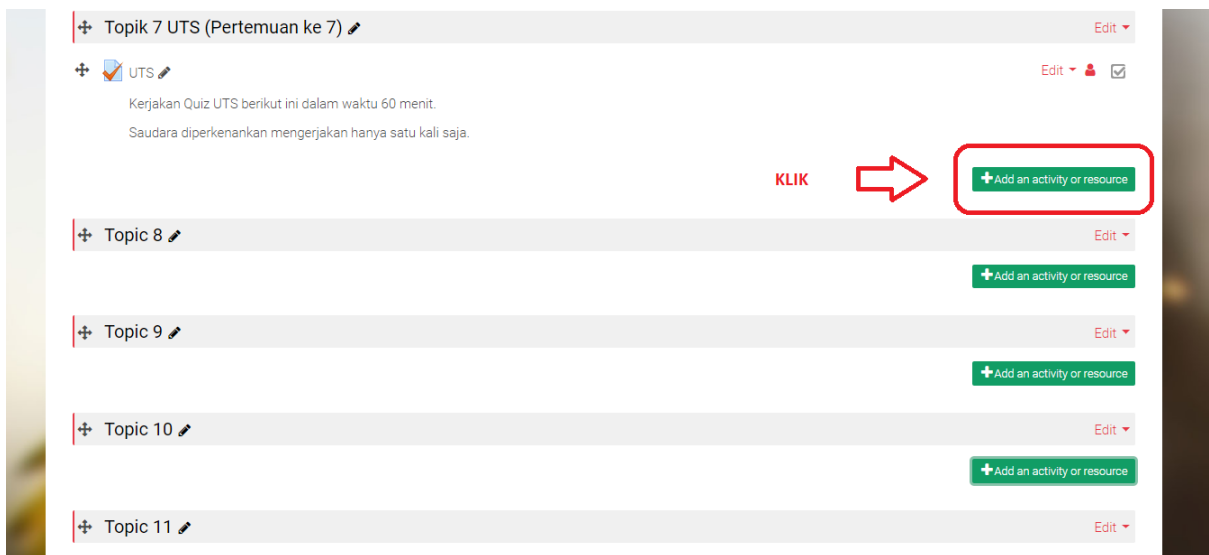 Topik 7 UTS (Pertemuan ke 7) Edit
UTS Edit
Kerjakan Quiz UTS berikut ini dalam waktu 60 menit.
Saudara diperkenankan mengerjakan hanya satu kali saja.
KLIK +Add an activity or resource
Topic 8 Edit
+Add an activity or resource
Topic 9 Edit
+Add an activity or resource
Topic 10 Edit
+Add an activity or resource
Topic 11 Edit